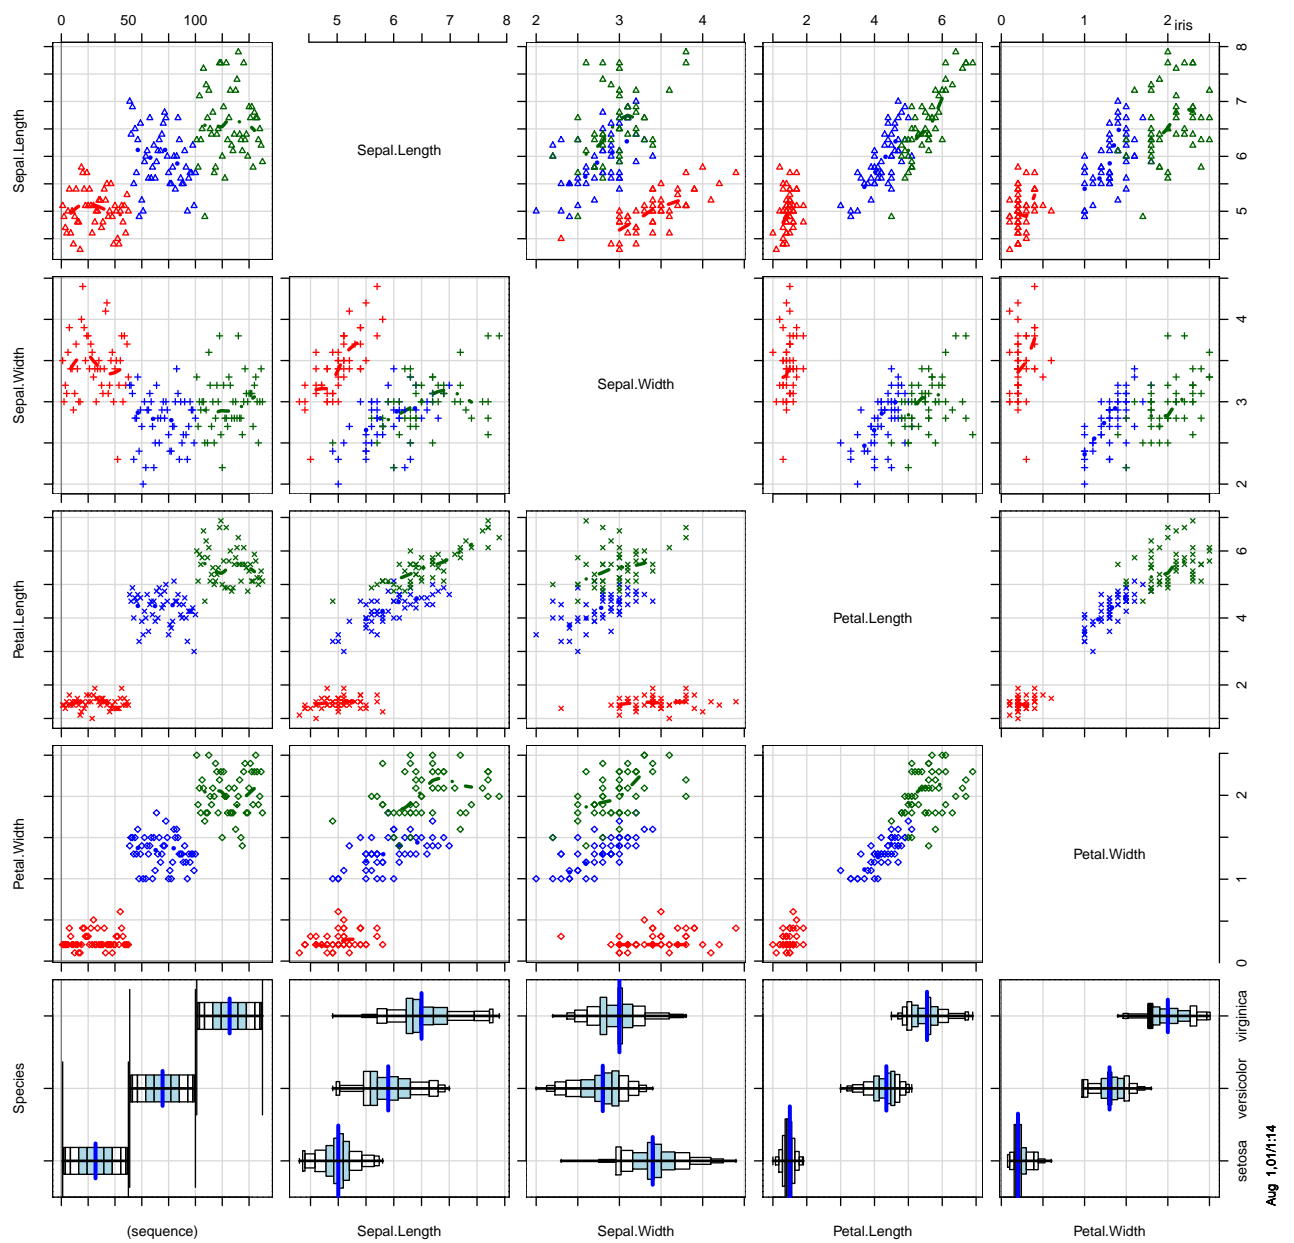 0 50 100 5 6 7 8 2 3 4 2 4 6 0 1 2 iris
Sepal.Length Sepal.Length 5 6 7 8
Sepal.Width Sepal.Width 2 3 4
Petal.Length Petal.Length 2 4 6
Petal.Width Petal.Width 0 1 2
Species setosa versicolor virginica
(sequence) Sepal.Length Sepal.Width Petal.Length Petal.Width
Aug 1,01/1:14